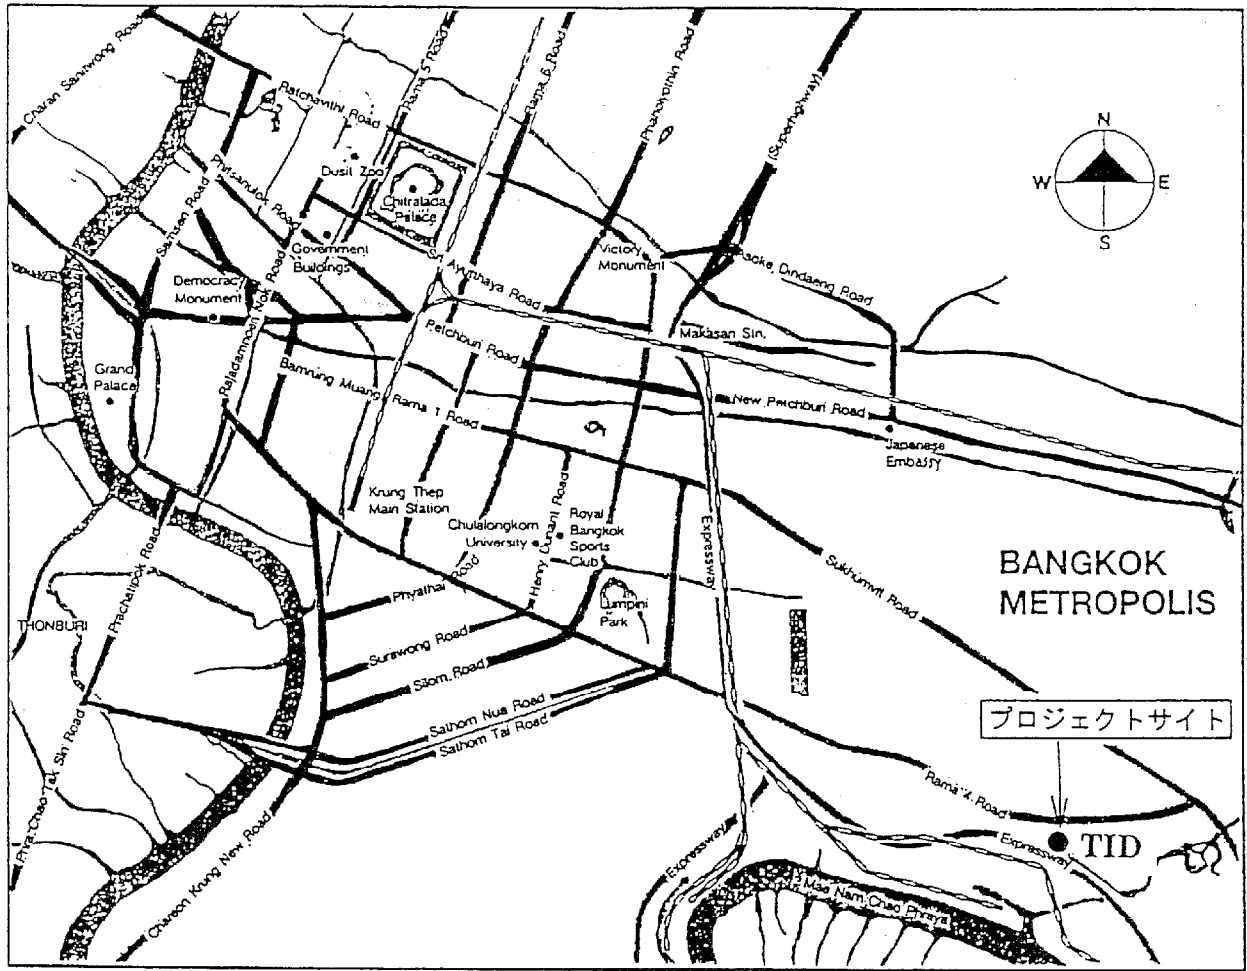 Charan Sanitwong Road
Ratchavithi Road
Rama 5 Road
Rama 6 Road
Phahonyothin Road
(Superhighway)
N
W
E
S
Dusit Zoo
Chitralada
Palace
Phitsanulok Road
Samsen Road
Government
Buildings
Democracy
Monument
Sri Ayutthaya Road
Victory
Monument
Asoke Dindaeng Road
Makasan Stn.
Petchburi Road
New Petchburi Road
Grand
Palace
Rajadamnoen Nok Road
Bamrung Muang
Rama 1 Road
Japanese
Embassy
Krung Thep
Main Station
Chulalongkorn
University
Henry Dunant Road
Royal
Bangkok
Sports
Club
Expressway
Sukhumvit Road
BANGKOK
METROPOLIS
Prachatipok Road
THONBURI
Phyathai Road
Lumpini
Park
Surawong Road
Silom Road
Sathorn Nua Road
Sathorn Tai Road
プロジェクトサイト
Rama 4 Road
Phra Chao Tak Sin Road
Charoen Krung New Road
Expressway
Expressway
TID
Mae Nam Chao Phraya